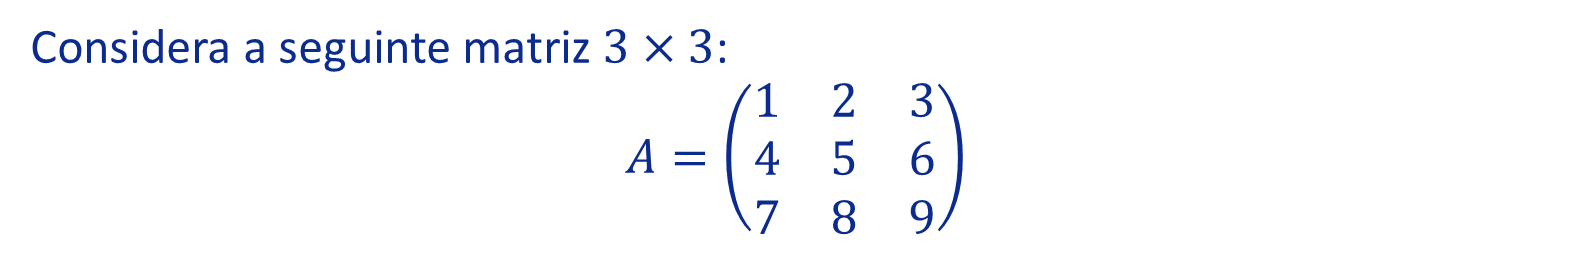 Considera a seguinte matriz 3 × 3:
A = (1 2 3
4 5 6
7 8 9)